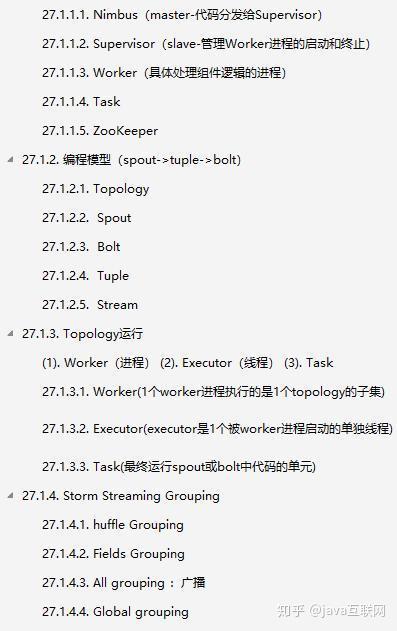 27.1.1.1. Nimbus（master-代码分发给Supervisor）
27.1.1.2. Supervisor（slave-管理Worker进程的启动和终止）
27.1.1.3. Worker（具体处理组件逻辑的进程）
27.1.1.4. Task
27.1.1.5. ZooKeeper
27.1.2. 编程模型（spout->tuple->bolt）
27.1.2.1. Topology
27.1.2.2. Spout
27.1.2.3. Bolt
27.1.2.4. Tuple
27.1.2.5. Stream
27.1.3. Topology运行
(1). Worker（进程） (2). Executor（线程） (3). Task
27.1.3.1. Worker(1个worker进程执行的是1个topology的子集)
27.1.3.2. Executor(executor是1个被worker进程启动的单独线程)
27.1.3.3. Task(最终运行spout或bolt中代码的单元)
27.1.4. Storm Streaming Grouping
27.1.4.1. huffle Grouping
27.1.4.2. Fields Grouping
27.1.4.3. All grouping ：广播
27.1.4.4. Global grouping
知乎 @java互联网